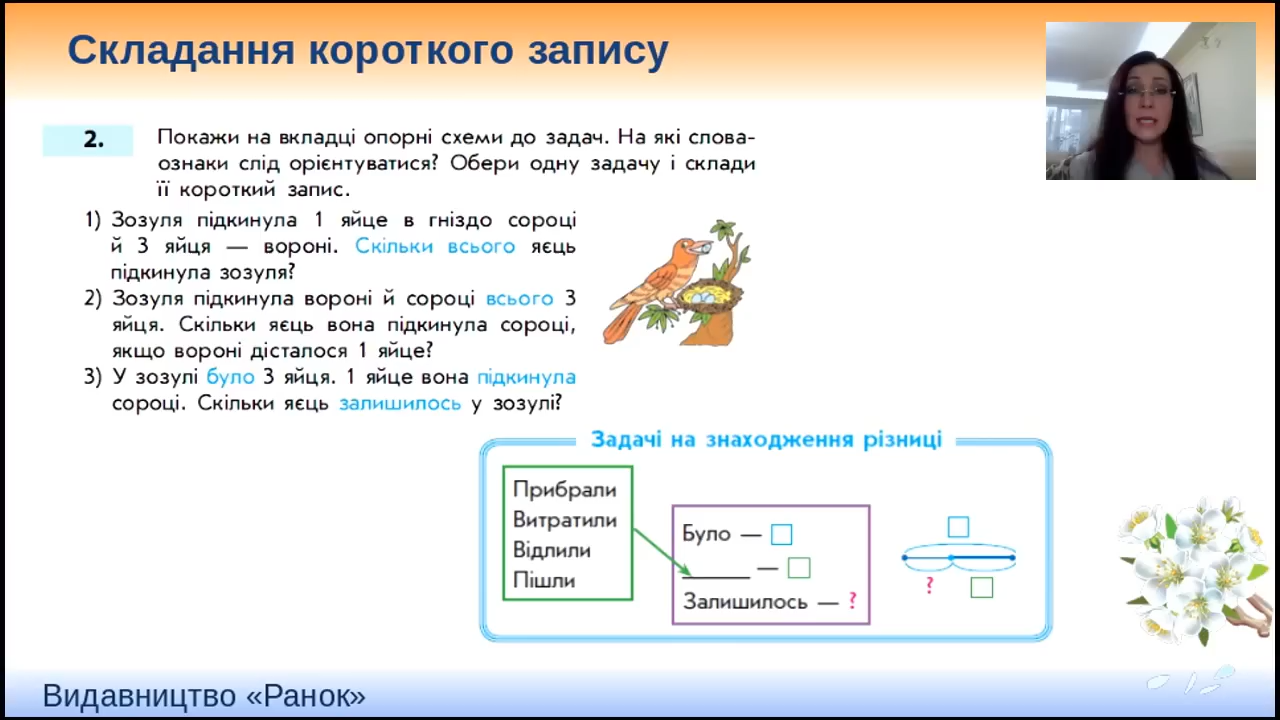 Складання короткого запису
2. Покажи на вкладці опорні схеми до задач. На які слова-
ознаки слід орієнтуватися? Обери одну задачу і склади
її короткий запис.
1) Зозуля підкинула 1 яйце в гніздо сороці
й 3 яйця — вороні. Скільки всього яєць
підкинула зозуля?
2) Зозуля підкинула вороні й сороці всього 3
яйця. Скільки яєць вона підкинула сороці,
якщо вороні дісталося 1 яйце?
3) У зозулі було 3 яйця. 1 яйце вона підкинула
сороці. Скільки яєць залишилось у зозулі?
Задачі на знаходження різниці
Прибрали
Витратили
Відлили
Пішли
Було — □
______ — □
Залишилось — ?
□
? □
Видавництво «Ранок»